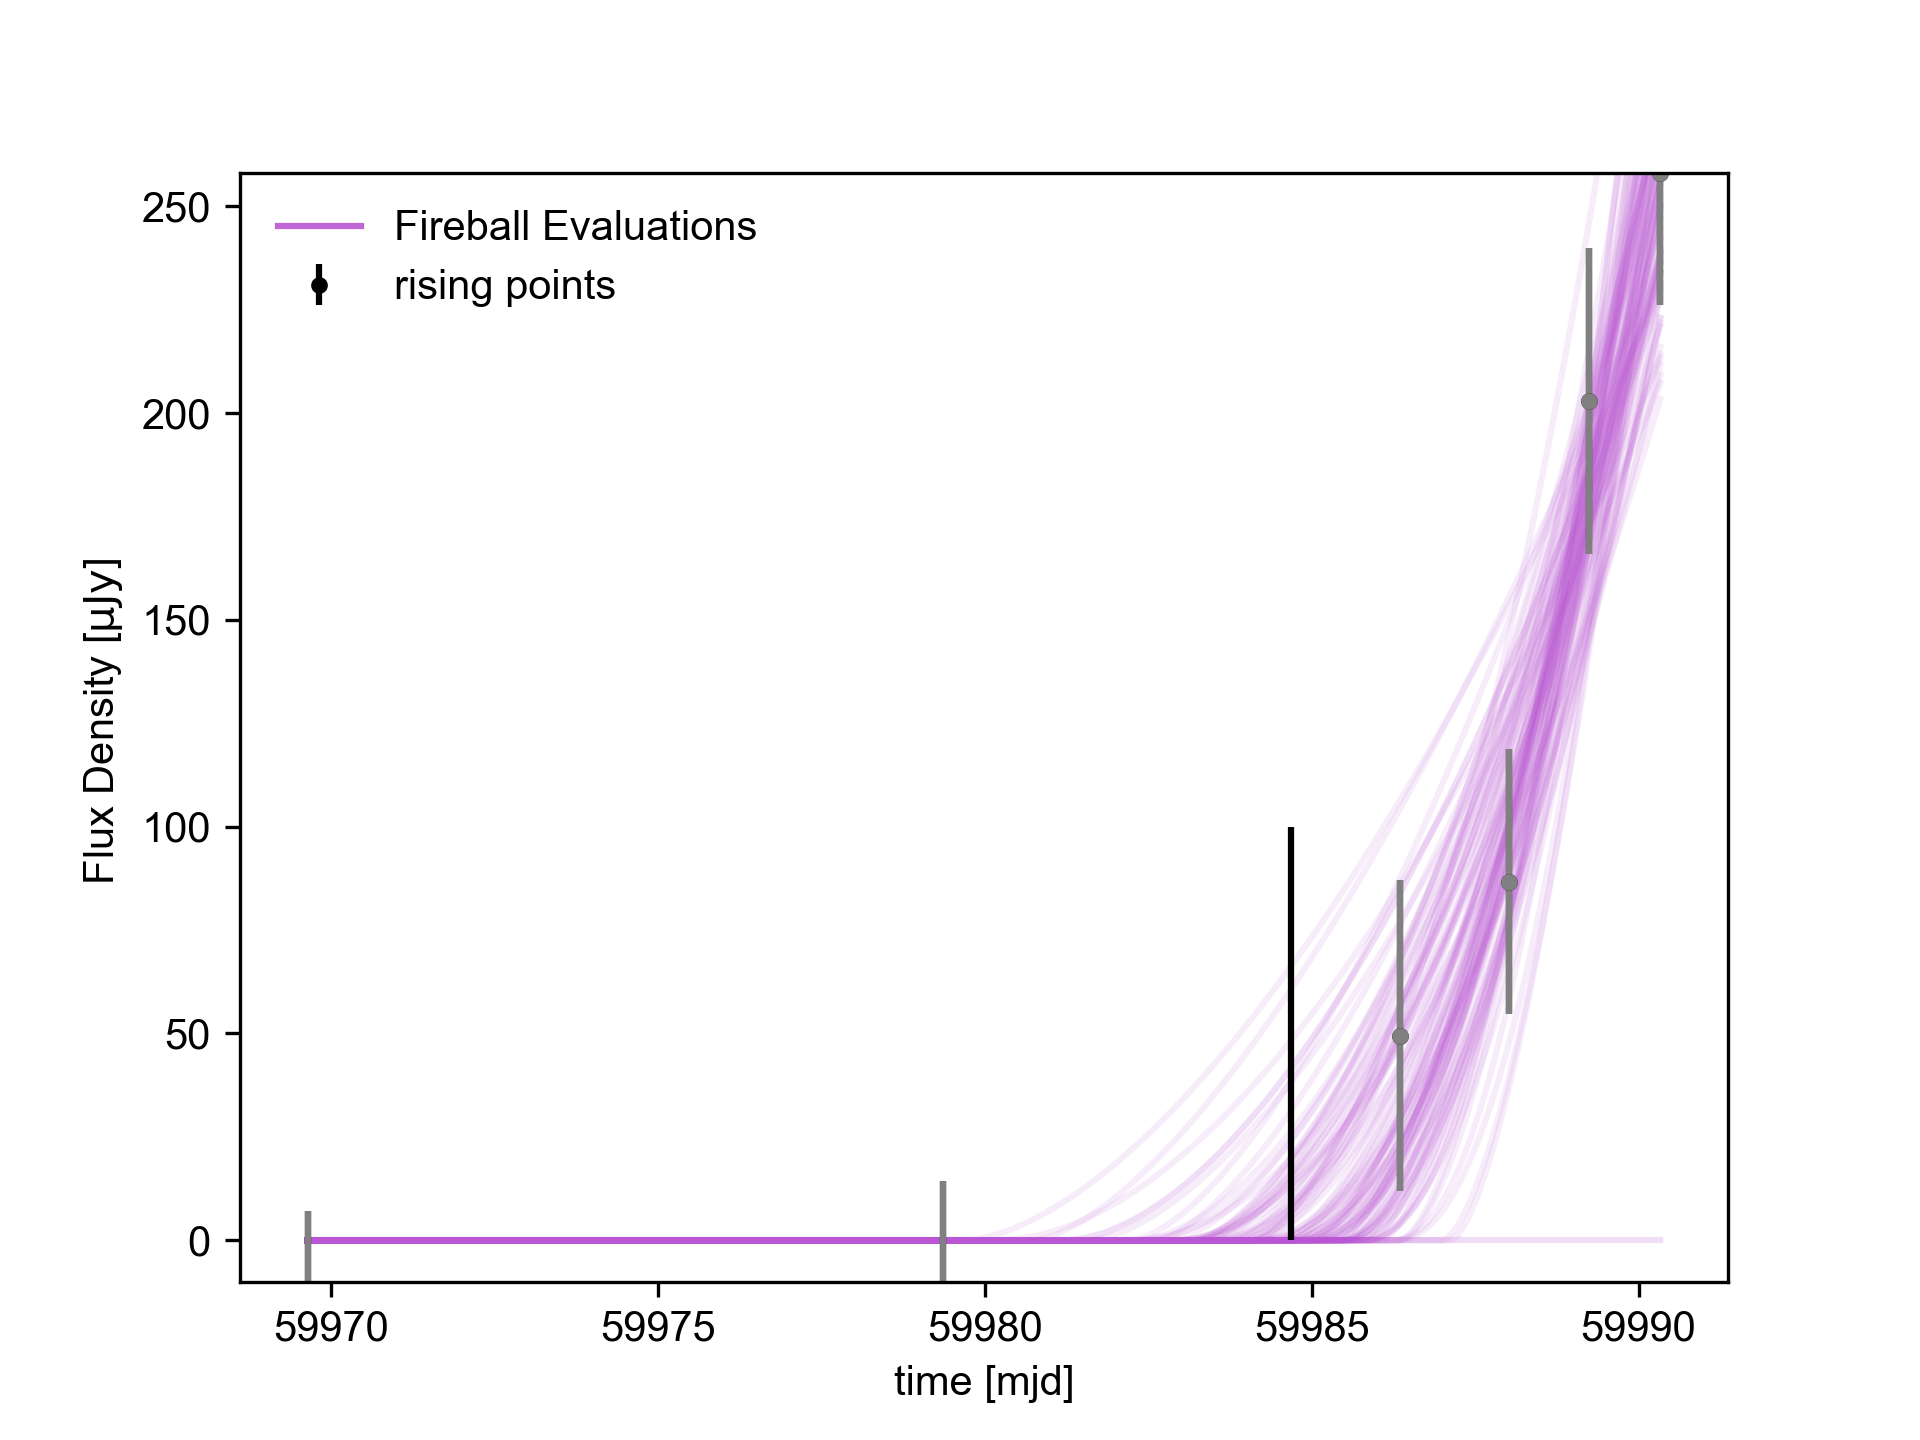 Fireball Evaluations
rising points
250
200
150
100
50
0
Flux Density [µJy]
59970 59975 59980 59985 59990
time [mjd]